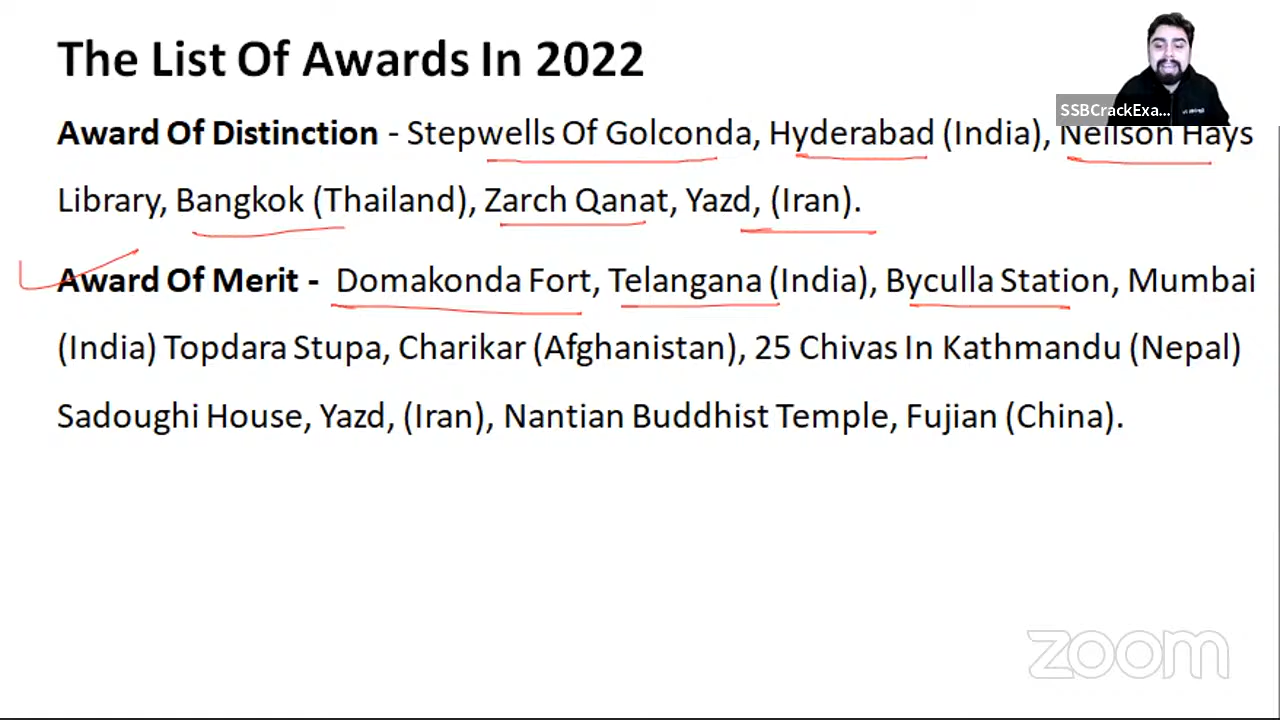 The List Of Awards In 2022
SSBCrackExa...
Award Of Distinction - Stepwells Of Golconda, Hyderabad (India), Neilson Hays
Library, Bangkok (Thailand), Zarch Qanat, Yazd, (Iran).
Award Of Merit - Domakonda Fort, Telangana (India), Byculla Station, Mumbai
(India) Topdara Stupa, Charikar (Afghanistan), 25 Chivas In Kathmandu (Nepal)
Sadoughi House, Yazd, (Iran), Nantian Buddhist Temple, Fujian (China).
zoom